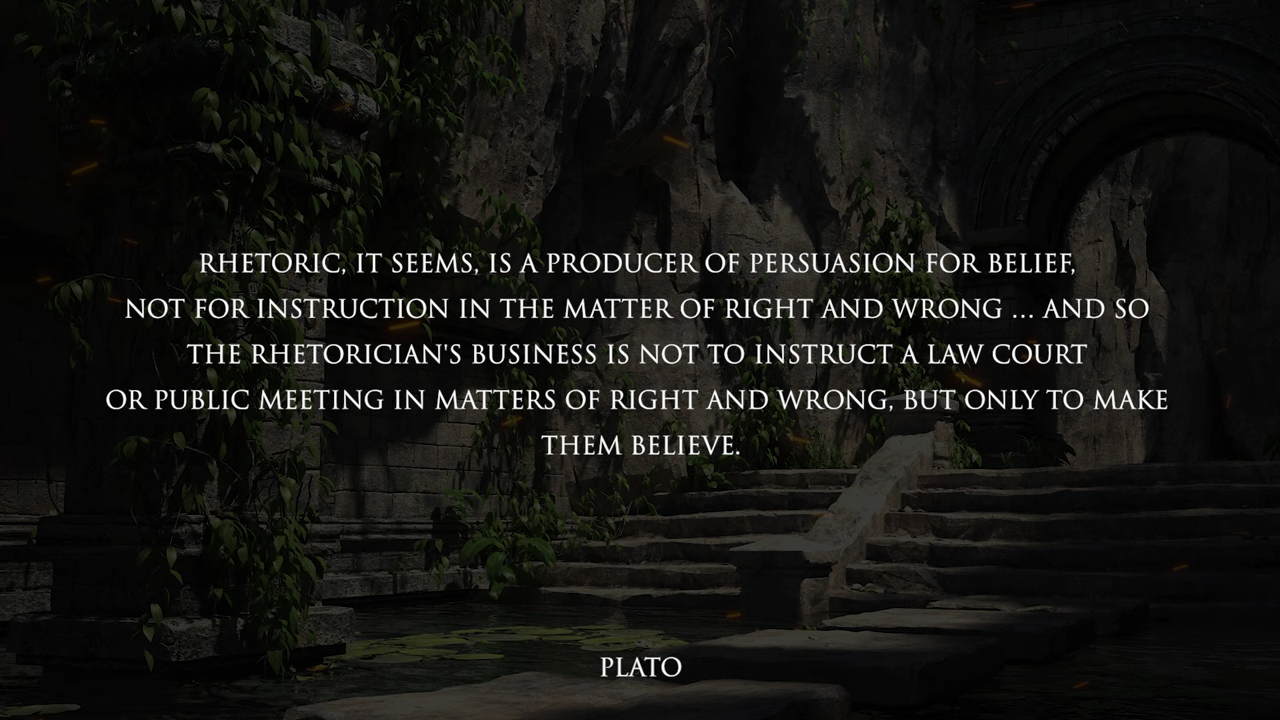 RHETORIC, IT SEEMS, IS A PRODUCER OF PERSUASION FOR BELIEF,
NOT FOR INSTRUCTION IN THE MATTER OF RIGHT AND WRONG ... AND SO
THE RHETORICIAN'S BUSINESS IS NOT TO INSTRUCT A LAW COURT
OR PUBLIC MEETING IN MATTERS OF RIGHT AND WRONG, BUT ONLY TO MAKE
THEM BELIEVE.
PLATO